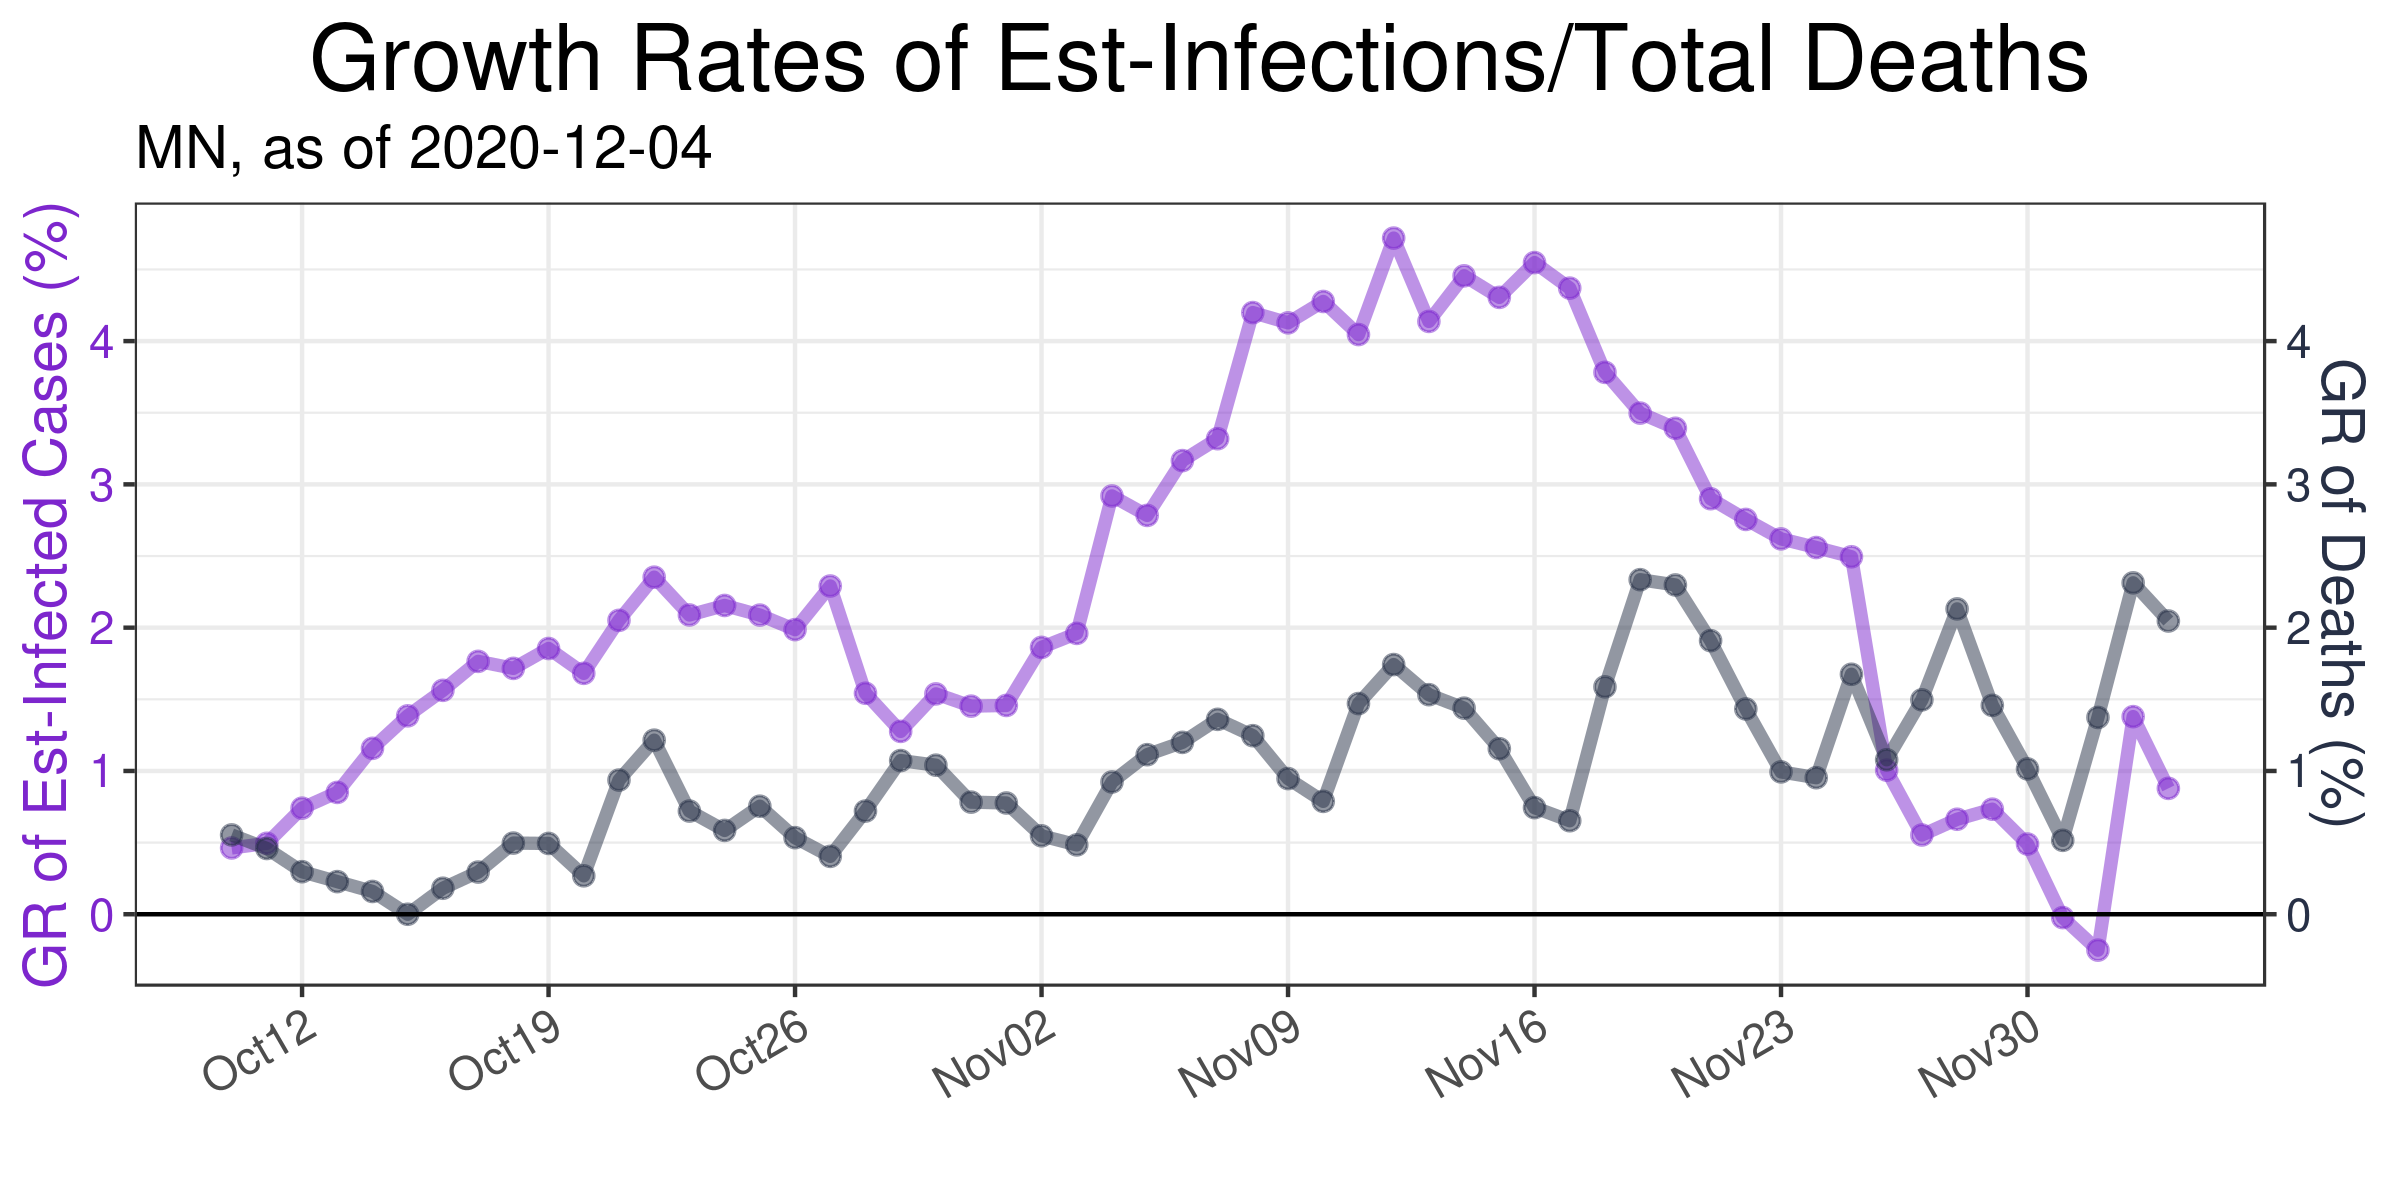 Growth Rates of Est-Infections/Total Deaths
MN, as of 2020-12-04
GR of Est-Infected Cases (%)
4
3
2
1
0
4
3
2
1
0
GR of Deaths (%)
Oct12
Oct19
Oct26
Nov02
Nov09
Nov16
Nov23
Nov30